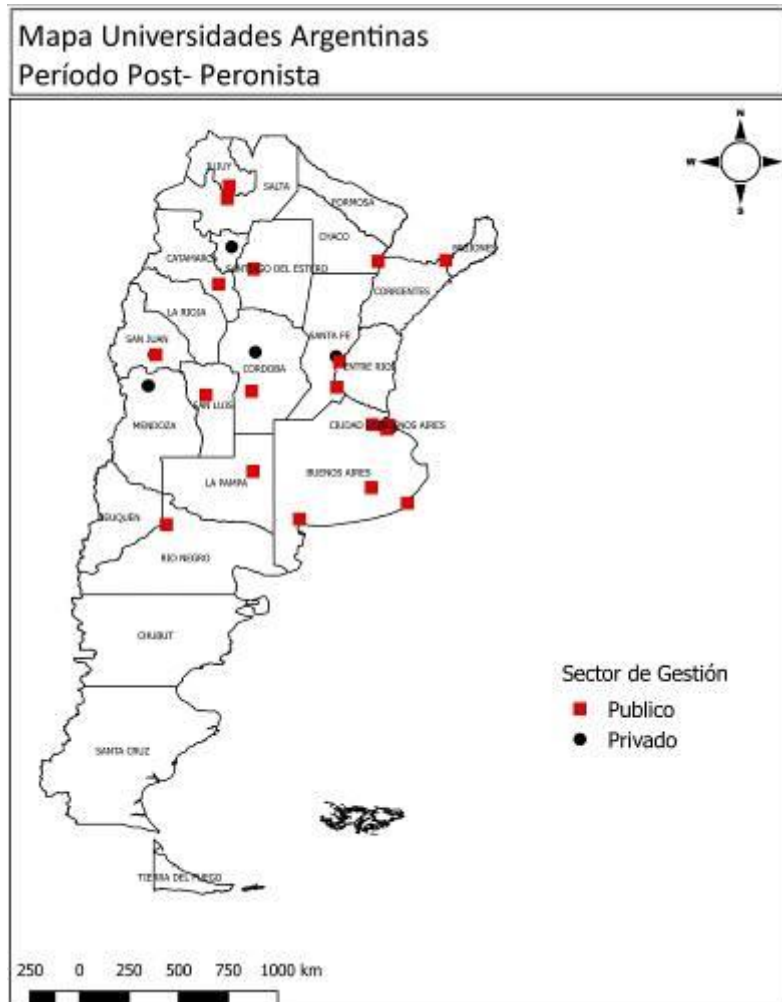 Mapa Universidades Argentinas
Período Post- Peronista
N
W
E
S
JUJUY
SALTA
FORMOSA
CHACO
MISIONES
CATAMARCA
SANTIAGO DEL ESTERO
CORRIENTES
LA RIOJA
SANTA FE
SAN JUAN
ENTRE RIOS
CORDOBA
SAN LUIS
MENDOZA
BUENOS AIRES
LA PAMPA
RIO NEGRO
CHUBUT
SANTA CRUZ
TIERRA DEL FUEGO
Sector de Gestión
Publico
Privado
250 0 250 500 750 1000 km